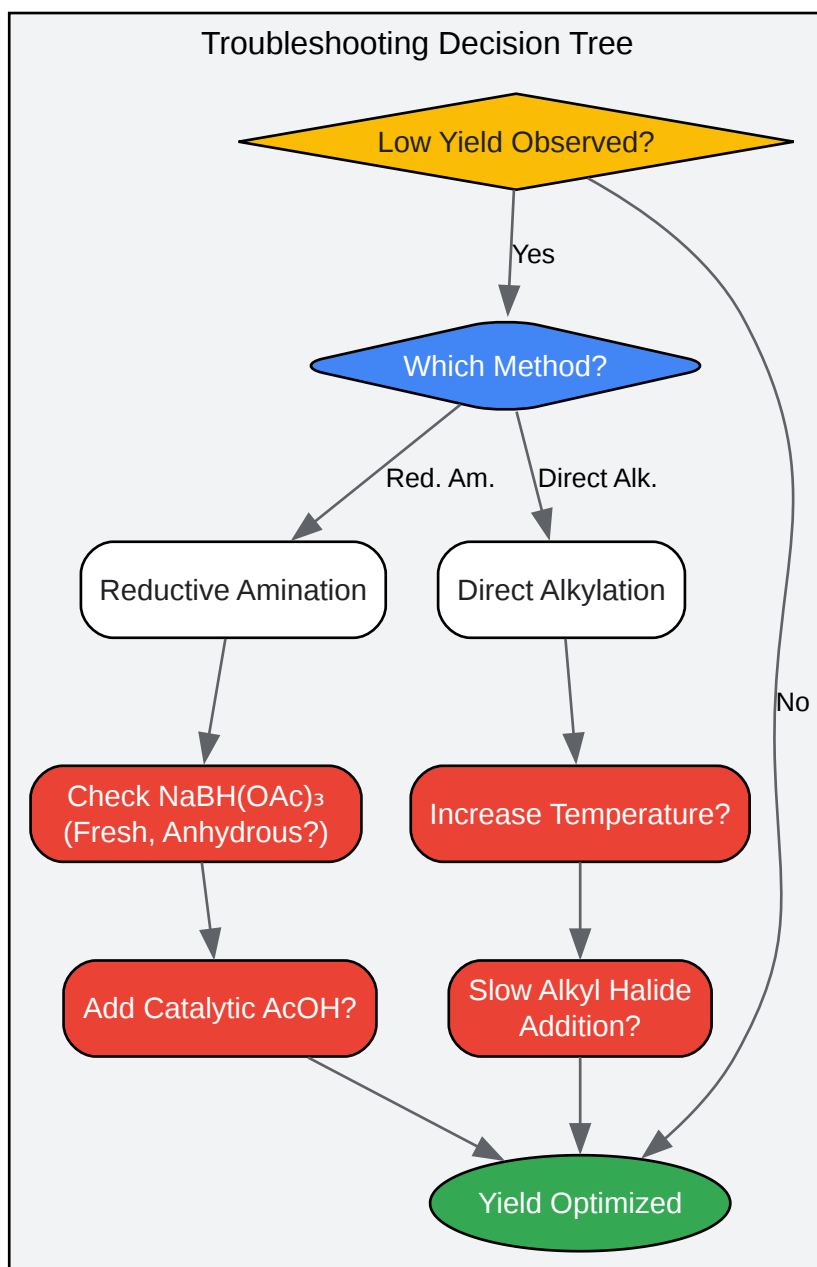 Troubleshooting Decision Tree
Low Yield Observed?
Yes
Which Method?
Red. Am.
Direct Alk.
Reductive Amination
Direct Alkylation
No
Check NaBH(OAc)₃
(Fresh, Anhydrous?)
Increase Temperature?
Add Catalytic AcOH?
Slow Alkyl Halide
Addition?
Yield Optimized